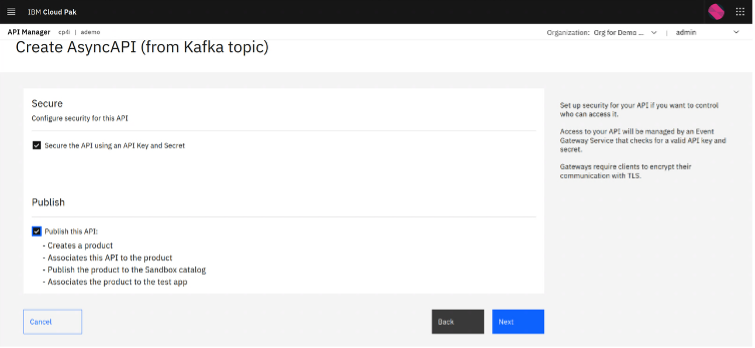 IBM Cloud Pak
API Manager cp4i | ademo
Organization: Org for Demo ... | admin
Create AsyncAPI (from Kafka topic)
Secure
Configure security for this API
Secure the API using an API Key and Secret
Publish
Publish this API:
- Creates a product
- Associates this API to the product
- Publish the product to the Sandbox catalog
- Associates the product to the test app
Set up security for your API if you want to control
who can access it.
Access to your API will be managed by an Event
Gateway Service that checks for a valid API key and
secret.
Gateways require clients to encrypt their
communication with TLS.
Cancel
Back
Next